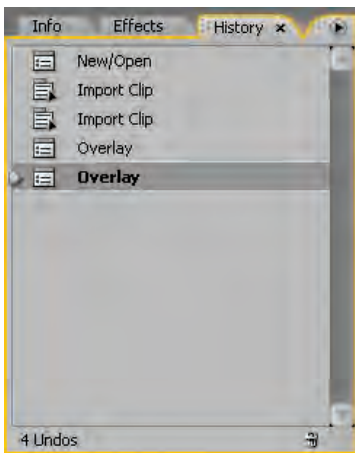 Info Effects History x
New/Open
Import Clip
Import Clip
Overlay
Overlay
4 Undos